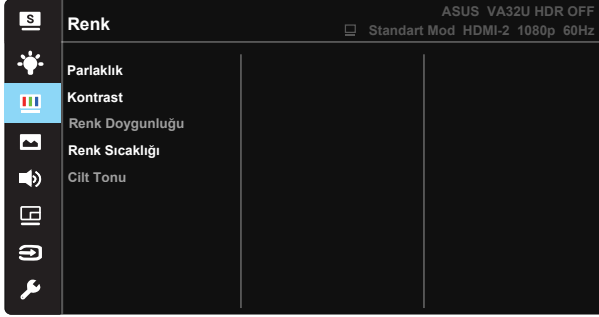 S
Renk
ASUS VA32U HDR OFF
Standart Mod HDMI-2 1080p 60Hz
Parlaklık
Kontrast
Renk Doygunluğu
Renk Sıcaklığı
Cilt Tonu